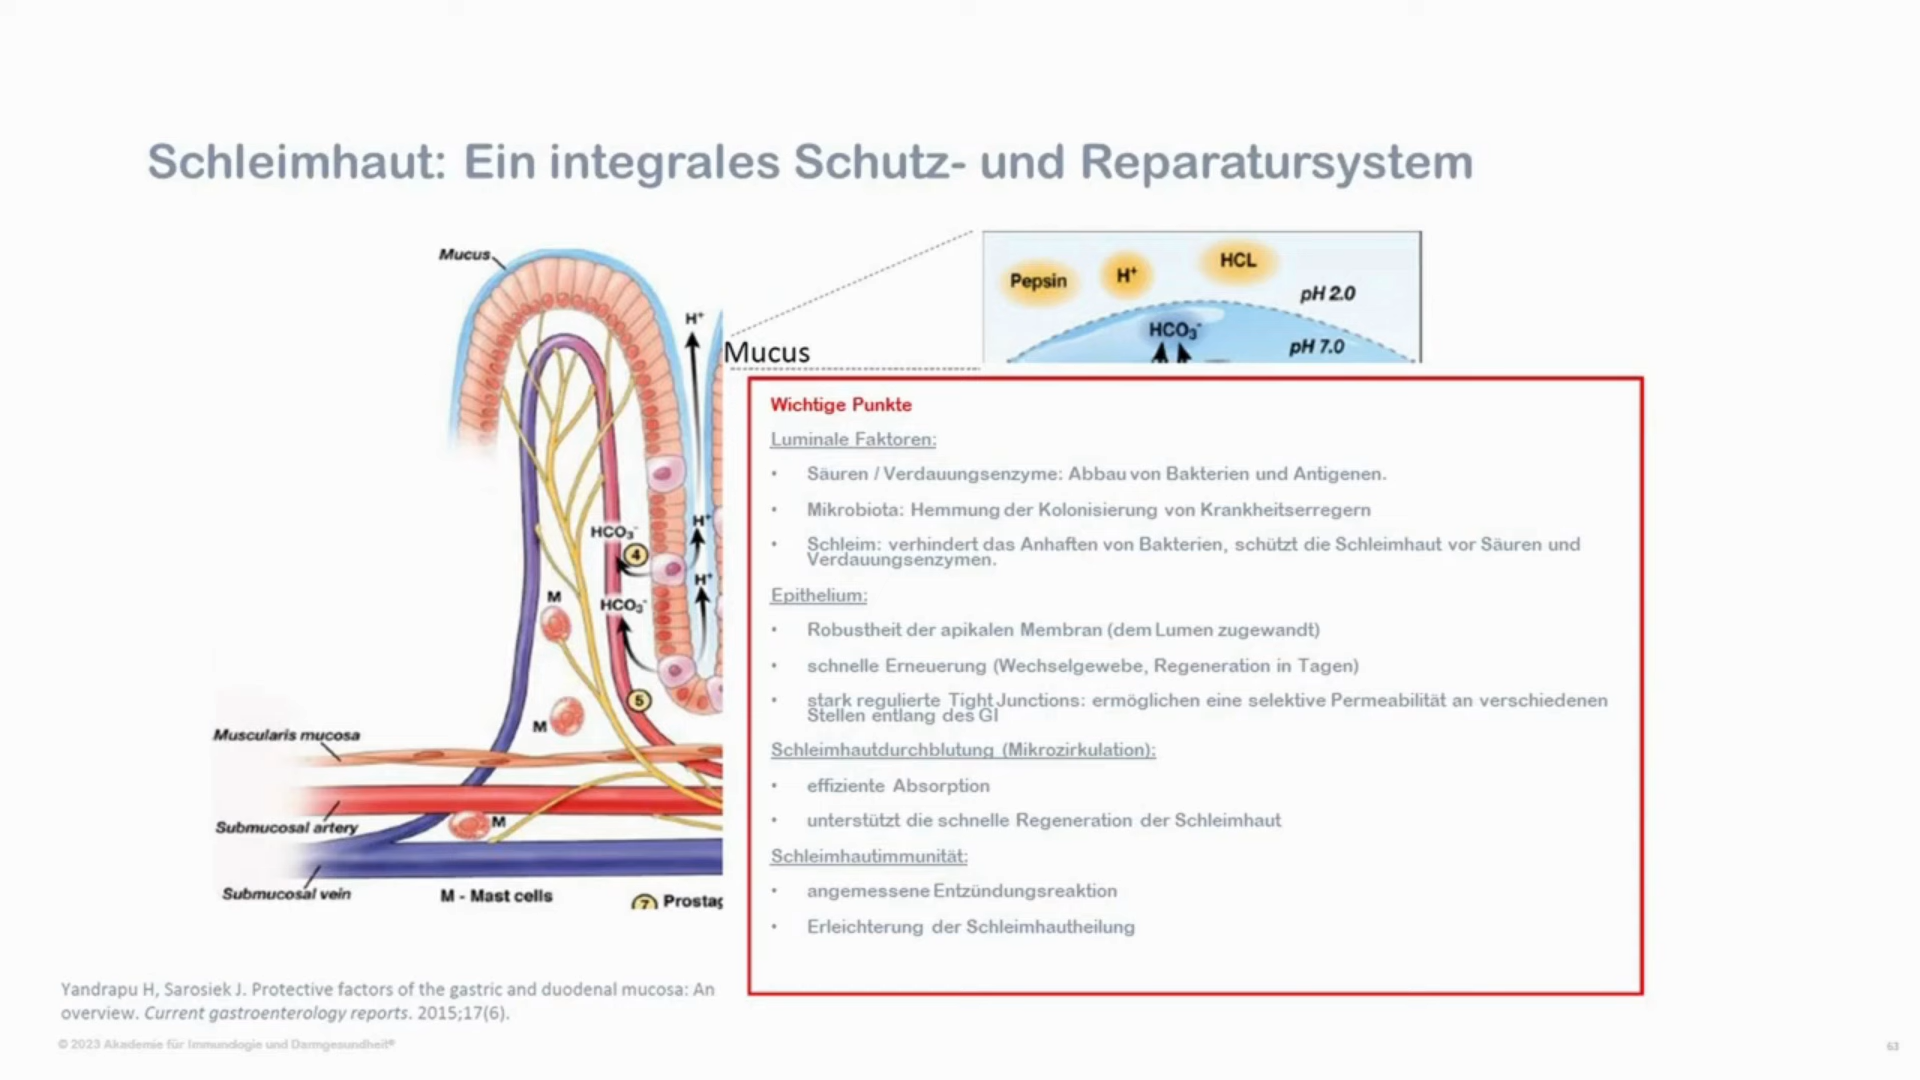 Schleimhaut: Ein integrales Schutz- und Reparatursystem
Mucus
H⁺
HCO₃⁻
4
H⁺
H⁺
HCO₃⁻
M
5
M
Muscularis mucosa
Submucosal artery
M
Submucosal vein
M - Mast cells
7 Prostag
Mucus
Pepsin
H⁺
HCL
pH 2.0
HCO₃⁻
pH 7.0
Wichtige Punkte
Luminale Faktoren:
• Säuren / Verdauungsenzyme: Abbau von Bakterien und Antigenen.
• Mikrobiota: Hemmung der Kolonisierung von Krankheitserregern
• Schleim: verhindert das Anhaften von Bakterien, schützt die Schleimhaut vor Säuren und
Verdauungsenzymen.
Epithelium:
• Robustheit der apikalen Membran (dem Lumen zugewandt)
• schnelle Erneuerung (Wechselgewebe, Regeneration in Tagen)
• stark regulierte Tight Junctions: ermöglichen eine selektive Permeabilität an verschiedenen
Stellen entlang des GI
Schleimhautdurchblutung (Mikrozirkulation):
• effiziente Absorption
• unterstützt die schnelle Regeneration der Schleimhaut
Schleimhautimmunität:
• angemessene Entzündungsreaktion
• Erleichterung der Schleimhautheilung
Yandrapu H, Sarosiek J. Protective factors of the gastric and duodenal mucosa: An
overview. Current gastroenterology reports. 2015;17(6).
© 2023 Akademie für Immunologie und Darmgesundheit®
63